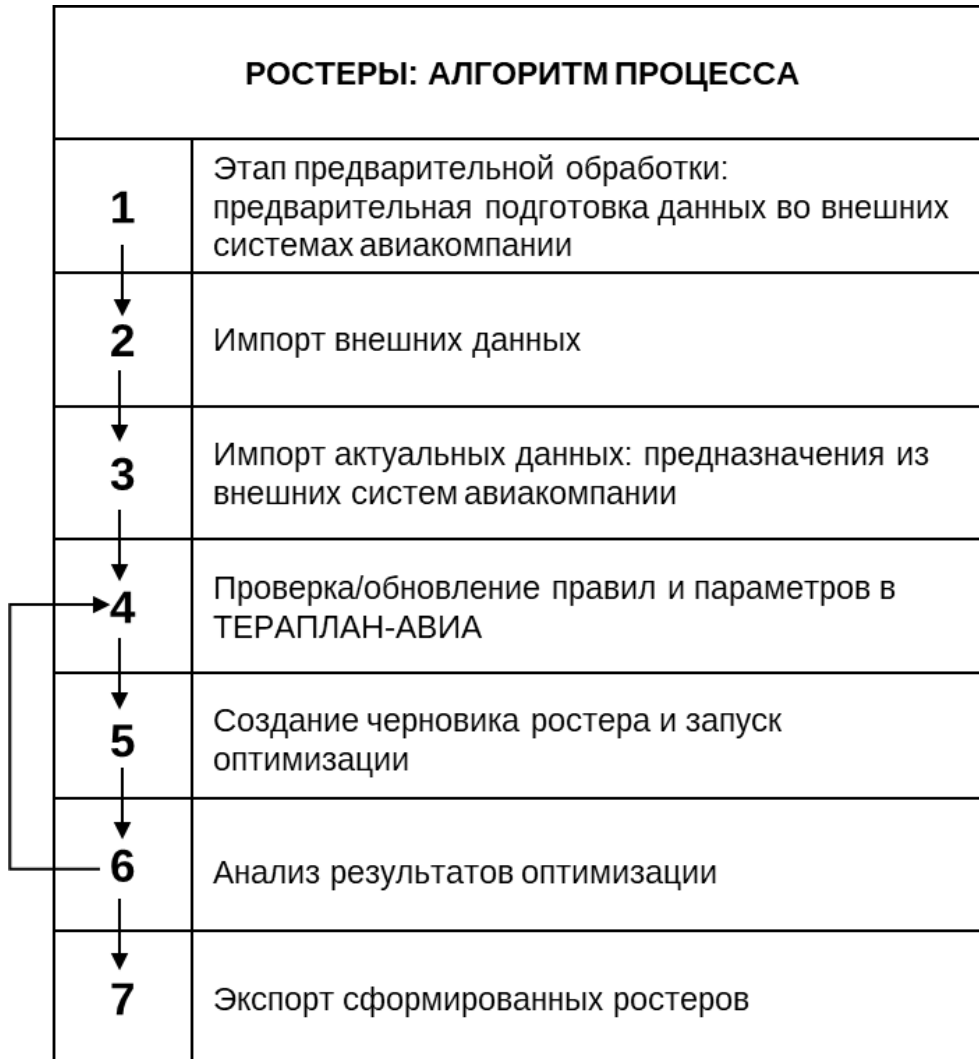 РОСТЕРЫ: АЛГОРИТМ ПРОЦЕССА
1
Этап предварительной обработки:
предварительная подготовка данных во внешних
системах авиакомпании
2
Импорт внешних данных
3
Импорт актуальных данных: предназначения из
внешних систем авиакомпании
4
Проверка/обновление правил и параметров в
ТЕРАПЛАН-АВИА
5
Создание черновика ростера и запуск
оптимизации
6
Анализ результатов оптимизации
7
Экспорт сформированных ростеров